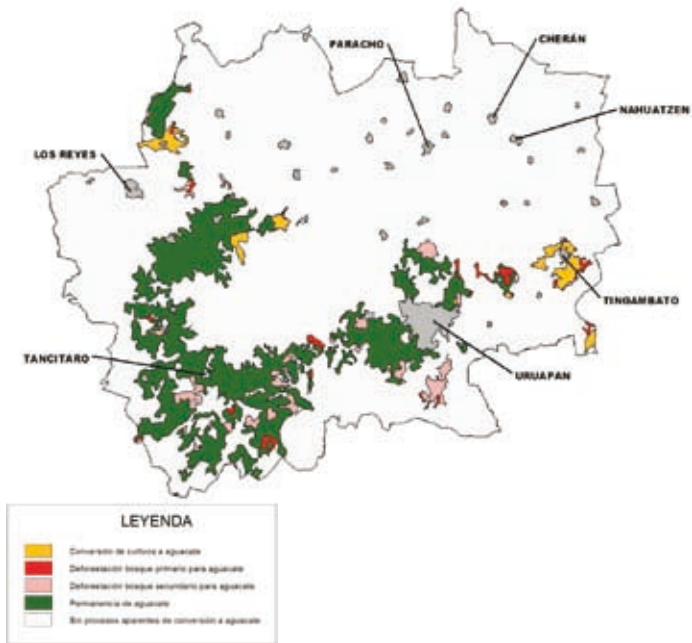 CHERÁN
PARACHO
NAHUATZEN
LOS REYES
TINGAMBATO
TANCITARO
URUAPAN
LEYENDA
Conversión de cultivos a aguacate
Deforestación bosque primario para aguacate
Deforestación bosque secundario para aguacate
Permanencia de aguacate
Sin procesos aparentes de conversión a aguacate